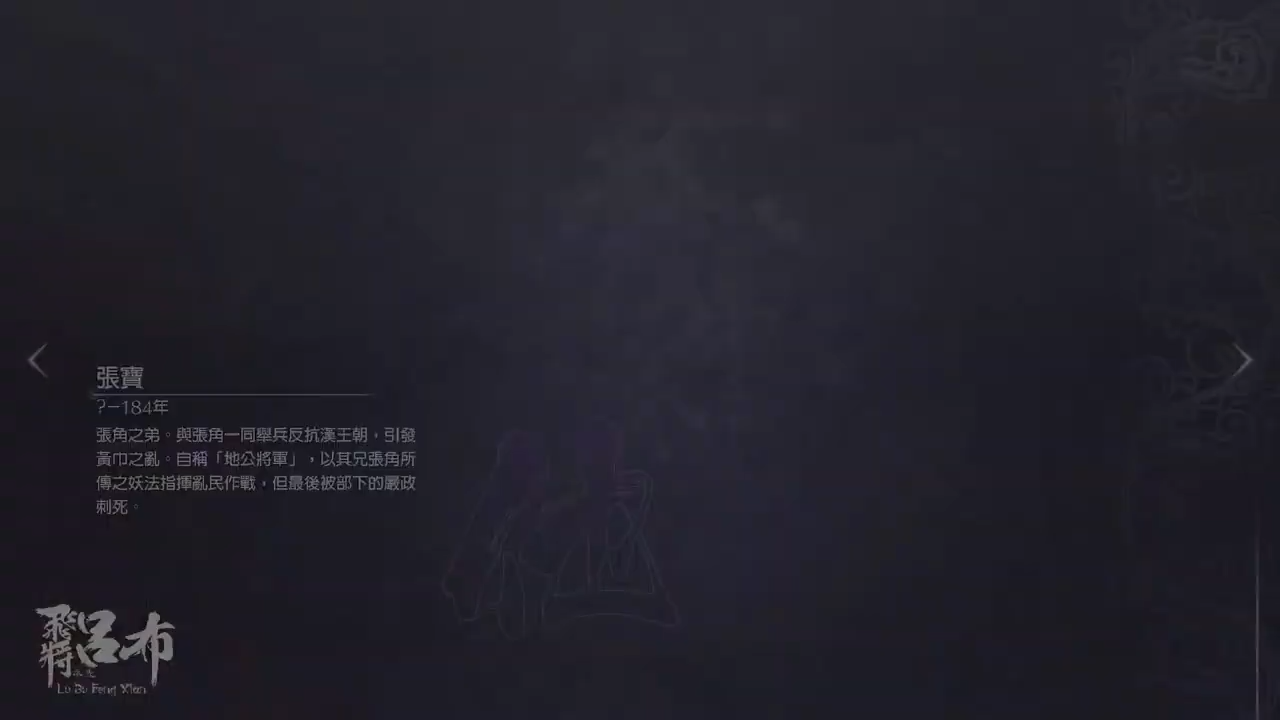 張寶
?－184年
張角之弟。與張角一同舉兵反抗漢王朝，引發
黃巾之亂。自稱「地公將軍」，以其兄張角所
傳之妖法指揮亂民作戰，但最後被部下的嚴政
刺死。
飛將呂布
Lu Bu Feng Xian